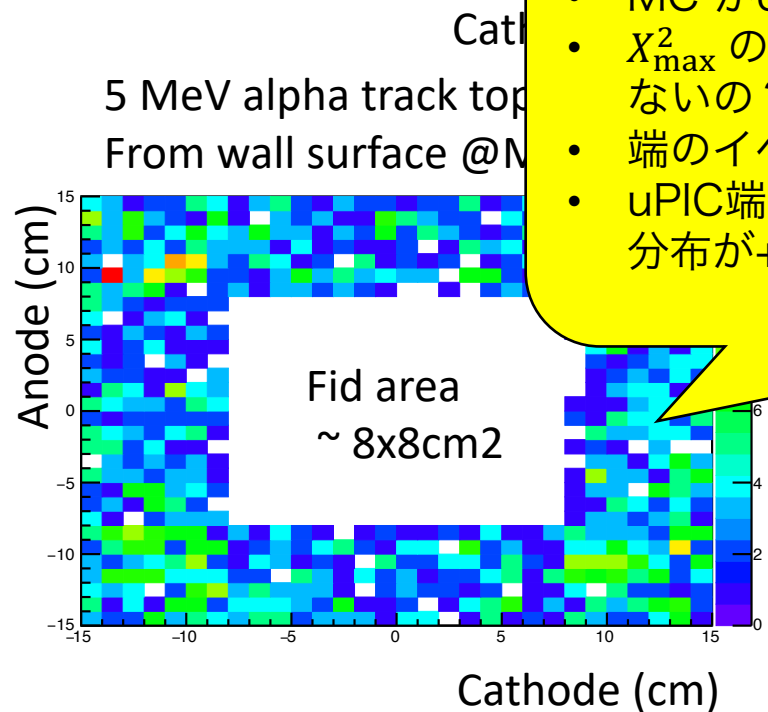 Cat
5 MeV alpha track top
From wall surface @M
• MC が
• X²max の
ないの
• 端のイベ
• uPIC端
分布が+
Anode (cm)
15
10
5
0
−5
−10
−15
Fid area
~ 8x8cm2
6
4
2
0
−15 −10 −5 0 5 10 15
Cathode (cm)